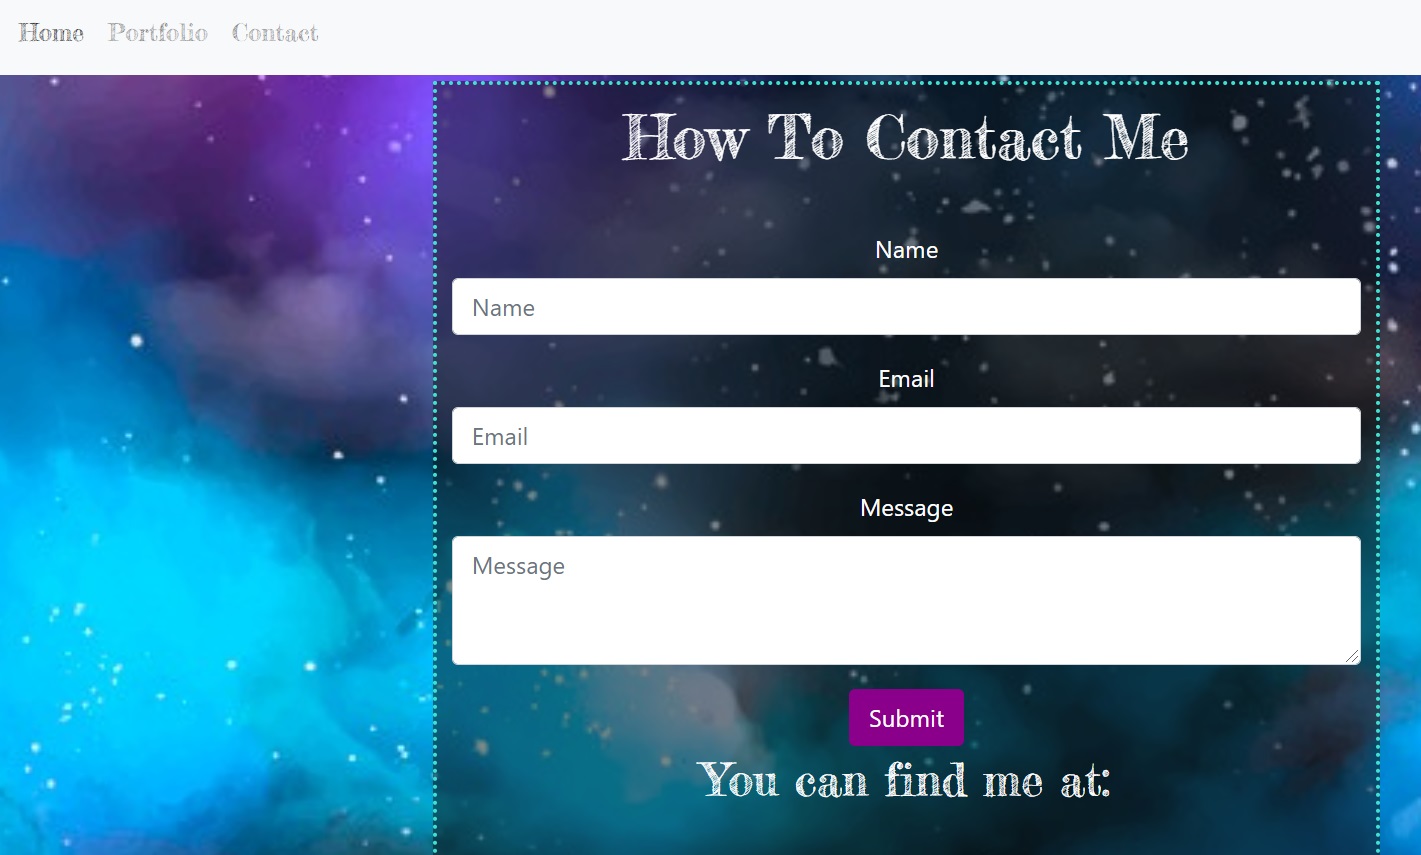 Home Portfolio Contact
How To Contact Me
Name
Name
Email
Email
Message
Message
Submit
You can find me at: